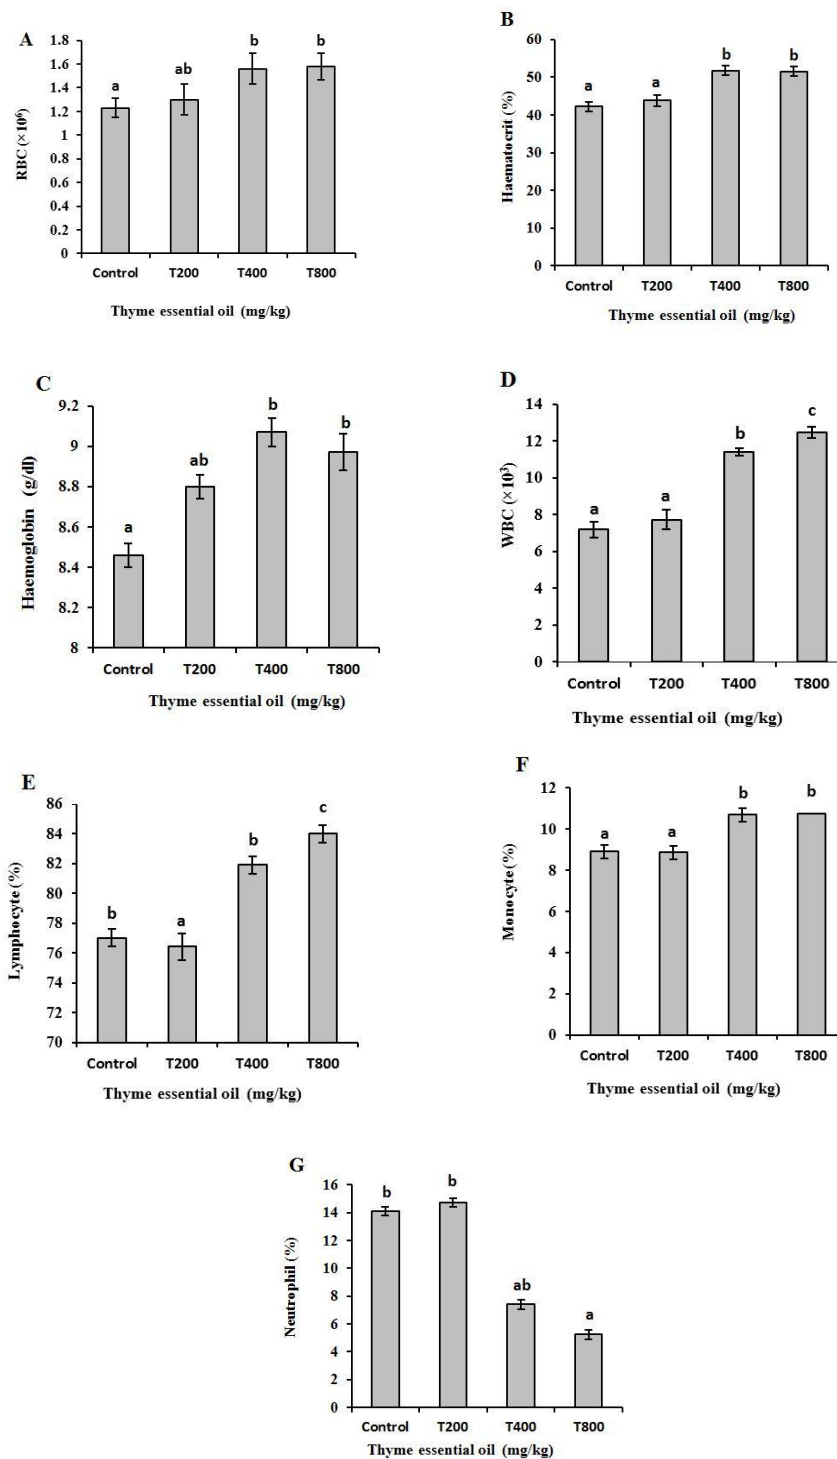 A
RBC (×10⁶)
1.8
1.6
1.4
1.2
1
0.8
0.6
0.4
0.2
0
a
ab
b
b
Control T200 T400 T800
Thyme essential oil (mg/kg)
B
Haematocrit (%)
60
50
40
30
20
10
0
a
a
b
b
Control T200 T400 T800
Thyme essential oil (mg/kg)
C
Haemoglobin (g/dl)
9.2
9
8.8
8.6
8.4
8.2
8
a
ab
b
b
Control T200 T400 T800
Thyme essential oil (mg/kg)
D
WBC (×10³)
14
12
10
8
6
4
2
0
a
a
b
c
Control T200 T400 T800
Thyme essential oil (mg/kg)
E
Lymphocyte (%)
86
84
82
80
78
76
74
72
70
b
a
b
c
Control T200 T400 T800
Thyme essential oil (mg/kg)
F
Monocyte (%)
12
10
8
6
4
2
0
a
a
b
b
Control T200 T400 T800
Thyme essential oil (mg/kg)
G
Neutrophil (%)
16
14
12
10
8
6
4
2
0
b
b
ab
a
Control T200 T400 T800
Thyme essential oil (mg/kg)